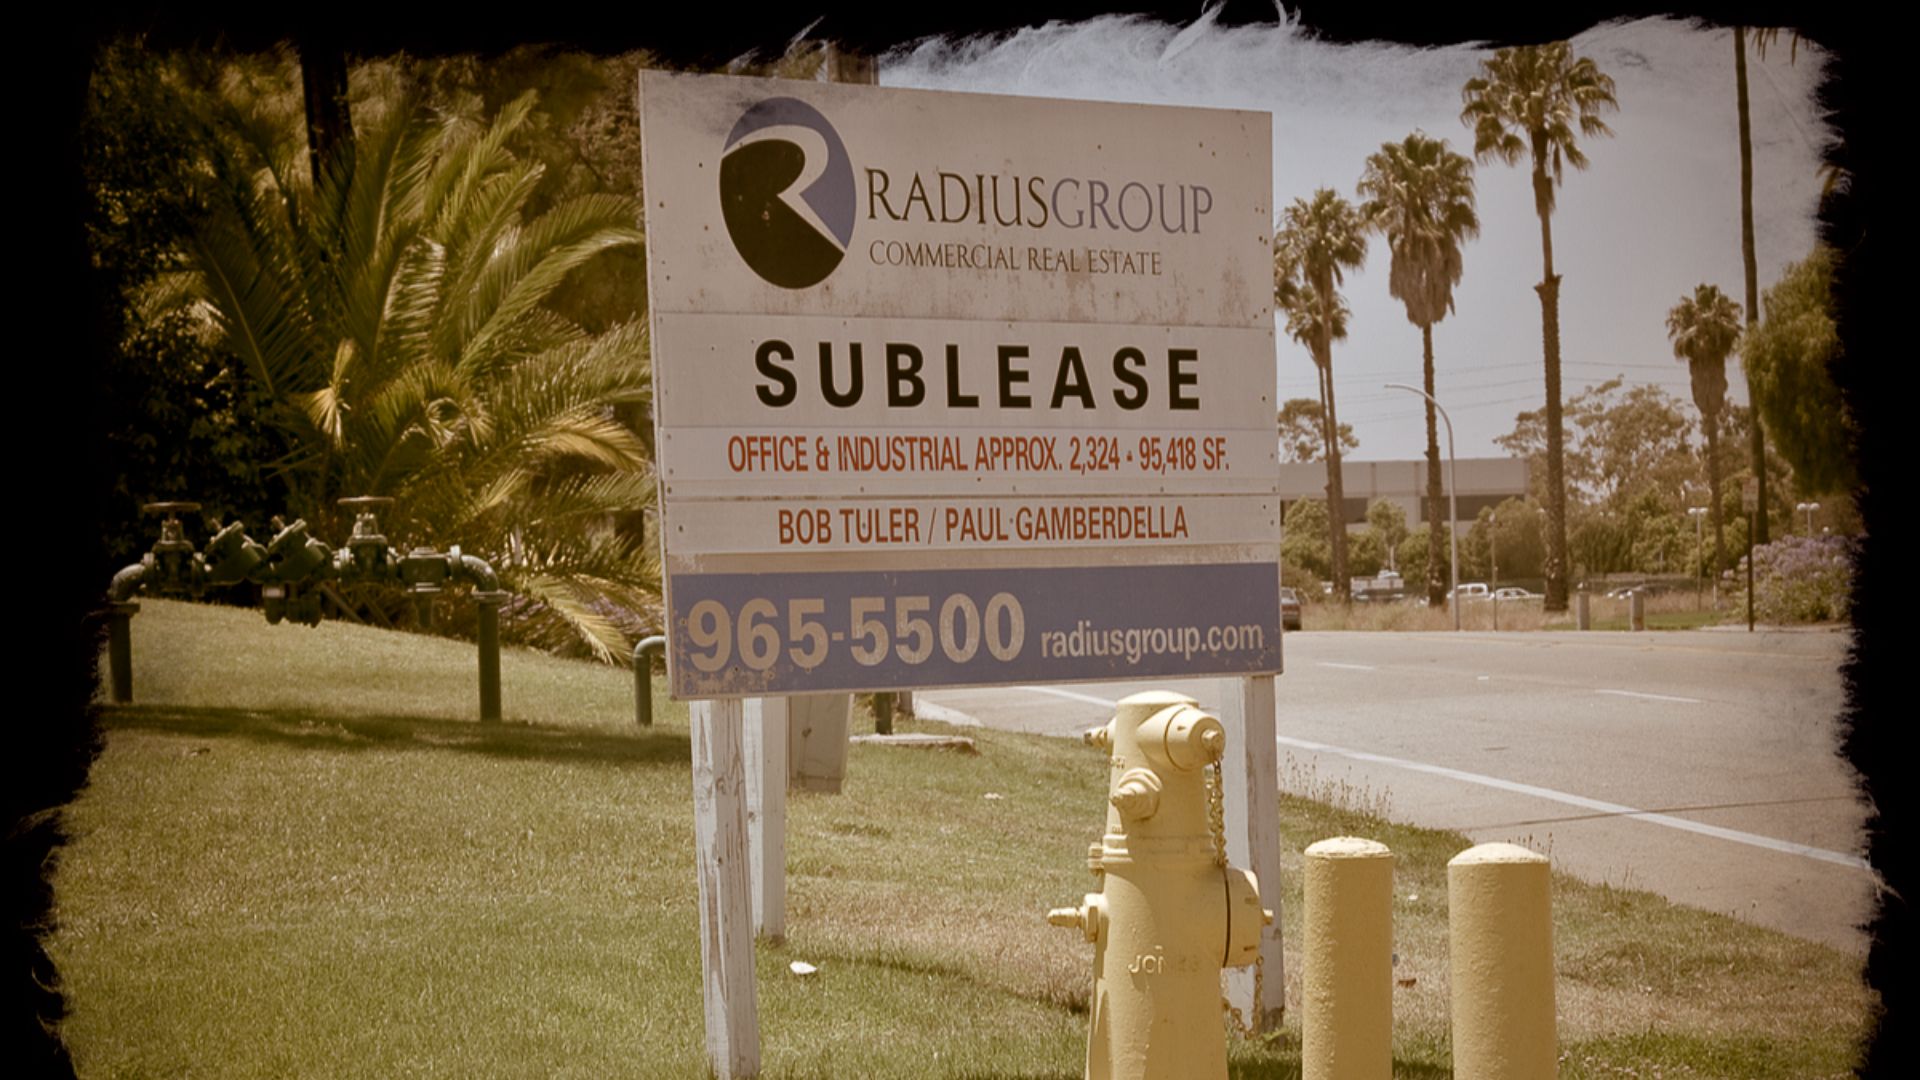 RADIUSGROUP
COMMERCIAL REAL ESTATE
SUBLEASE
OFFICE & INDUSTRIAL APPROX. 2,324 - 95,418 SF.
BOB TULER / PAUL GAMBERDELLA
965-5500 radiusgroup.com
JONES